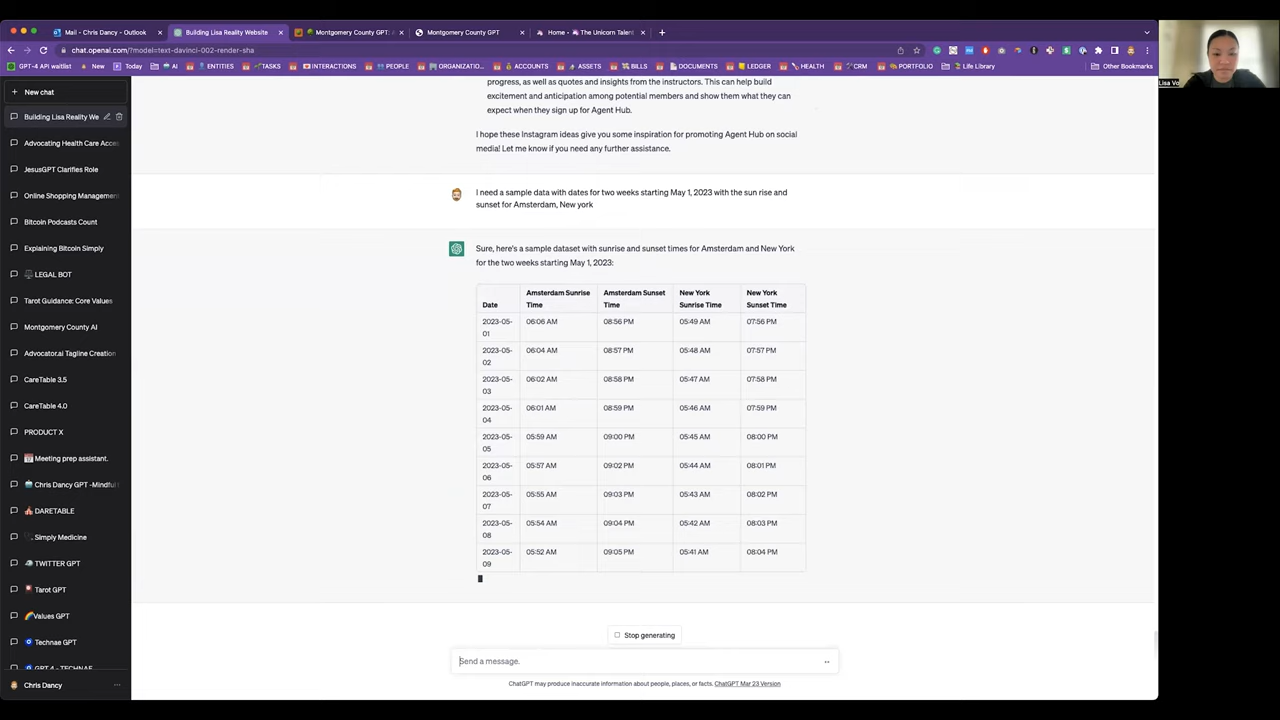 Mail - Chris Dancy - Outlook
Building Lisa Reality Website
Montgomery County GPT: A
Montgomery County GPT
Home - The Unicorn Talent
chat.openai.com/?model=text-davinci-002-render-sha
GPT-4 API waitlist
New
Today
AI
ENTITIES
TASKS
INTERACTIONS
PEOPLE
ORGANIZATIO...
ACCOUNTS
ASSETS
BILLS
DOCUMENTS
LEDGER
HEALTH
CRM
PORTFOLIO
Life Library
Other Bookmarks
Lisa Vo
New chat
Building Lisa Reality We
Advocating Health Care Acce
JesusGPT Clarifies Role
Online Shopping Managemen
Bitcoin Podcasts Count
Explaining Bitcoin Simply
LEGAL BOT
Tarot Guidance: Core Values
Montgomery County AI
Advocator.ai Tagline Creation
CareTable 3.5
CareTable 4.0
PRODUCT X
Meeting prep assistant.
Chris Dancy GPT -Mindful
DARETABLE
Simply Medicine
TWITTER GPT
Tarot GPT
Values GPT
Technae GPT
GPT 4 - TECHNAE
Chris Dancy
progress, as well as quotes and insights from the instructors. This can help build
excitement and anticipation among potential members and show them what they can
expect when they sign up for Agent Hub.
I hope these Instagram ideas give you some inspiration for promoting Agent Hub on social
media! Let me know if you need any further assistance.
I need a sample data with dates for two weeks starting May 1, 2023 with the sun rise and
sunset for Amsterdam, New york
Sure, here's a sample dataset with sunrise and sunset times for Amsterdam and New York
for the two weeks starting May 1, 2023:
Date Amsterdam Sunrise Time Amsterdam Sunset Time New York Sunrise Time New York Sunset Time
2023-05-01 06:06 AM 08:56 PM 05:49 AM 07:56 PM
2023-05-02 06:04 AM 08:57 PM 05:48 AM 07:57 PM
2023-05-03 06:02 AM 08:58 PM 05:47 AM 07:58 PM
2023-05-04 06:01 AM 08:59 PM 05:46 AM 07:59 PM
2023-05-05 05:59 AM 09:00 PM 05:45 AM 08:00 PM
2023-05-06 05:57 AM 09:02 PM 05:44 AM 08:01 PM
2023-05-07 05:55 AM 09:03 PM 05:43 AM 08:02 PM
2023-05-08 05:54 AM 09:04 PM 05:42 AM 08:03 PM
2023-05-09 05:52 AM 09:05 PM 05:41 AM 08:04 PM
Stop generating
Send a message.
ChatGPT may produce inaccurate information about people, places, or facts. ChatGPT Mar 23 Version